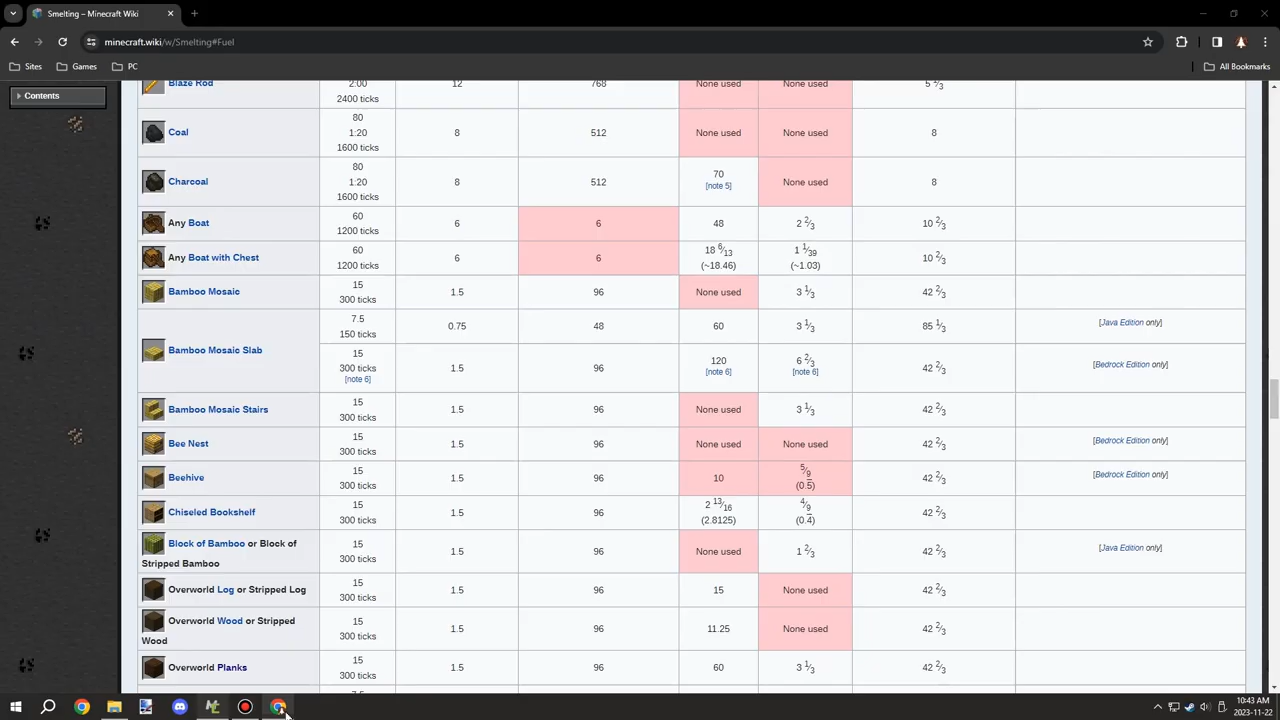 Smelting – Minecraft Wiki
minecraft.wiki/w/Smelting#Fuel
Sites Games PC All Bookmarks
Contents
Blaze Rod 2:00 12 768 None used None used 5 1/3
2400 ticks
80
Coal 1:20 8 512 None used None used 8
1600 ticks
80 70
Charcoal 1:20 8 512 [note 5] None used 8
1600 ticks
Any Boat 60 6 6 48 2 2/3 10 2/3
1200 ticks
Any Boat with Chest 60 6 6 18 6/13 1 1/39 10 2/3
1200 ticks (~18.46) (~1.03)
Bamboo Mosaic 15 1.5 96 None used 3 1/3 42 2/3
300 ticks
7.5 0.75 48 60 3 1/3 85 1/3 [Java Edition only]
150 ticks
Bamboo Mosaic Slab
15 120 6 2/3
300 ticks 1.5 96 [note 6] [note 6] 42 2/3 [Bedrock Edition only]
[note 6]
Bamboo Mosaic Stairs 15 1.5 96 None used 3 1/3 42 2/3
300 ticks
Bee Nest 15 1.5 96 None used None used 42 2/3 [Bedrock Edition only]
300 ticks
Beehive 15 1.5 96 10 5/9 42 2/3 [Bedrock Edition only]
300 ticks (0.5)
Chiseled Bookshelf 15 1.5 96 2 13/16 4/9 42 2/3
300 ticks (2.8125) (0.4)
Block of Bamboo or Block of 15 1.5 96 None used 1 2/3 42 2/3 [Java Edition only]
Stripped Bamboo 300 ticks
Overworld Log or Stripped Log 15 1.5 96 15 None used 42 2/3
300 ticks
Overworld Wood or Stripped 15 1.5 96 11.25 None used 42 2/3
Wood 300 ticks
Overworld Planks 15 1.5 96 60 3 1/3 42 2/3
300 ticks
10:43 AM
2023-11-22